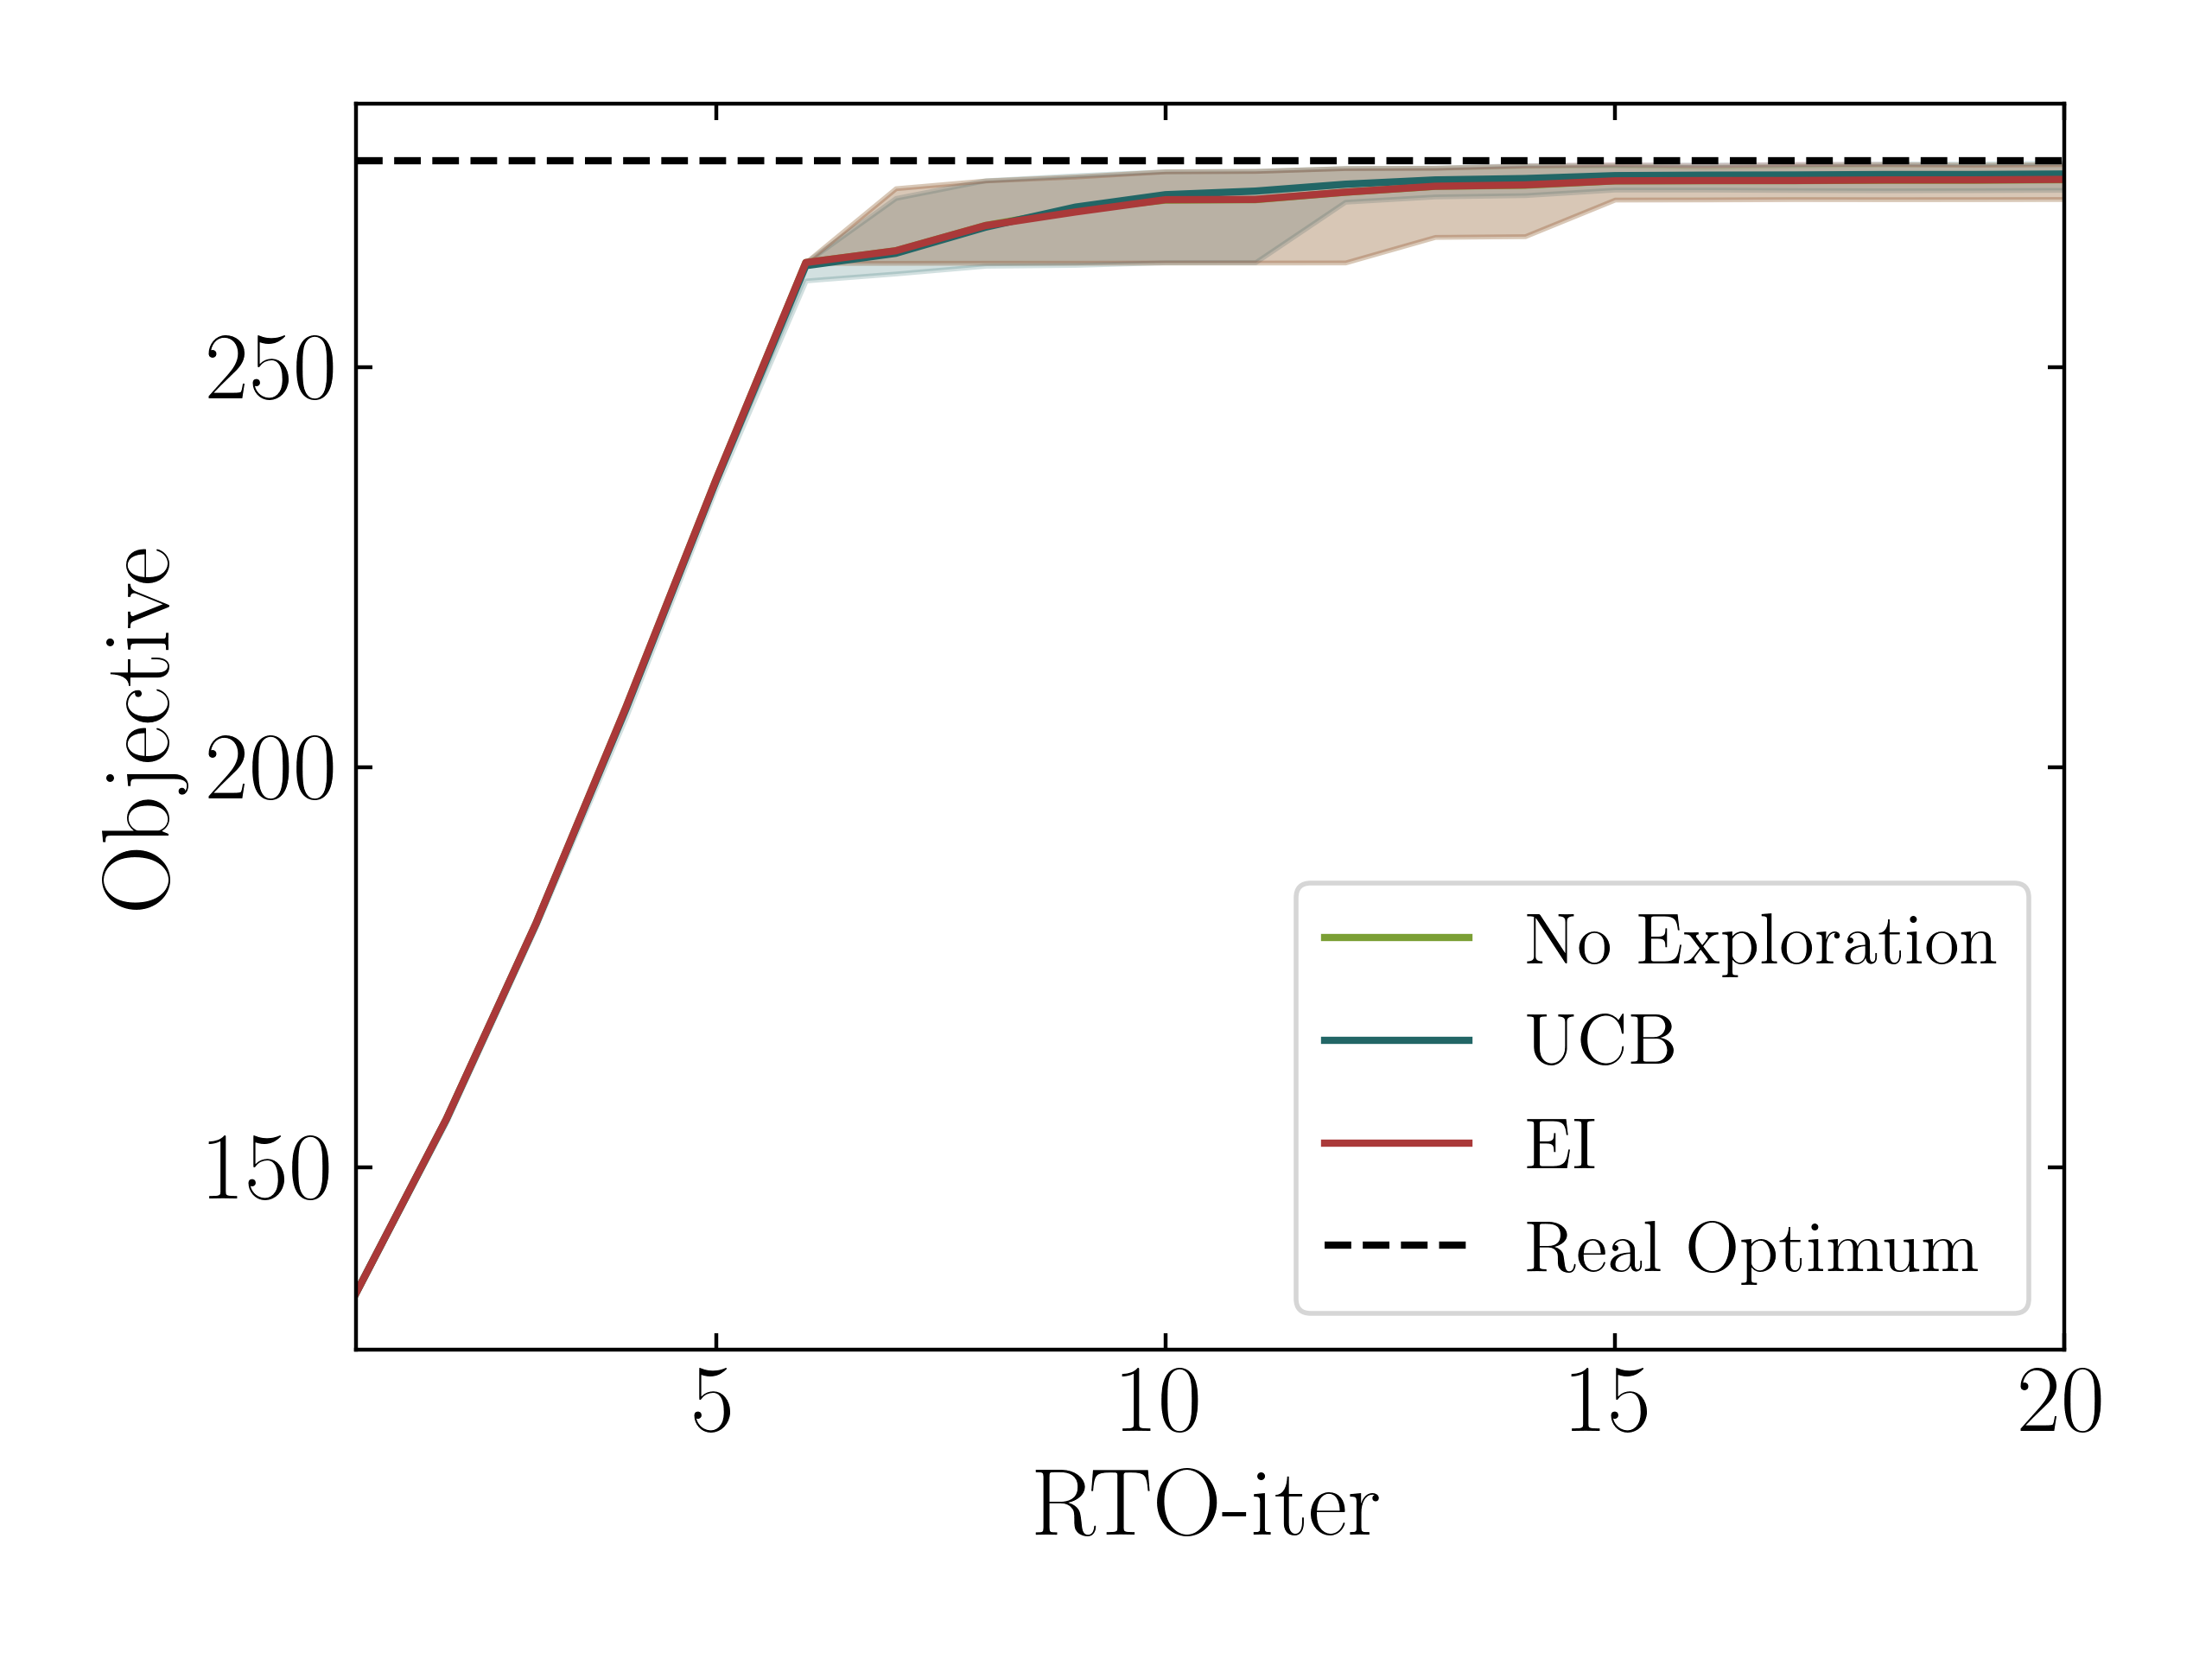 250
200
150
Objective
No Exploration
UCB
EI
Real Optimum
5
10
15
20
RTO-iter